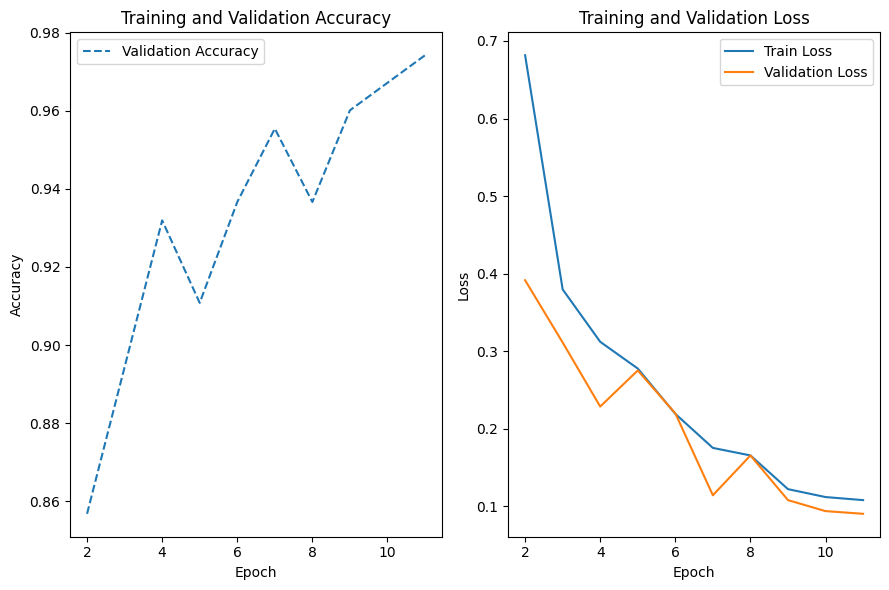 Training and Validation Accuracy
Validation Accuracy
0.98
0.96
0.94
0.92
0.90
0.88
0.86
Accuracy
2 4 6 8 10
Epoch
Training and Validation Loss
Train Loss
Validation Loss
0.7
0.6
0.5
0.4
0.3
0.2
0.1
Loss
2 4 6 8 10
Epoch